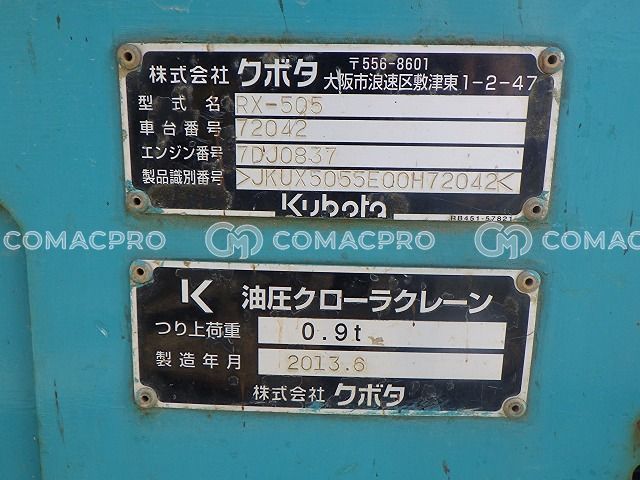 株式会社 クボタ
〒556-8601
大阪市浪速区敷津東1-2-47
型式名 RX-505
車台番号 72042
エンジン番号 7DJ0837
製品識別番号 >JKUX5055E00H72042<
Kubota
RB461-57821
COMACPRO COMACPRO COMACPRO
K 油圧クローラクレーン
つり上荷重 0.9t
製造年月 2013.6
株式会社 クボタ